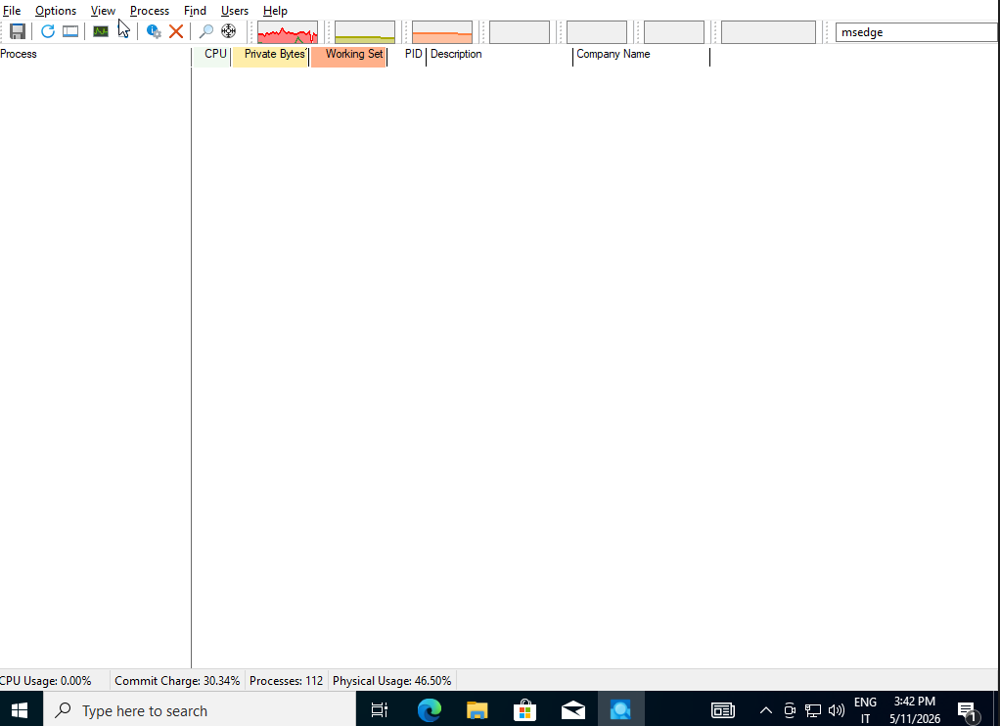 File Options View Process Find Users Help
msedge
Process CPU Private Bytes Working Set PID Description Company Name
CPU Usage: 0.00% Commit Charge: 30.34% Processes: 112 Physical Usage: 46.50%
Type here to search
ENG 3:42 PM
IT 5/11/2026
1